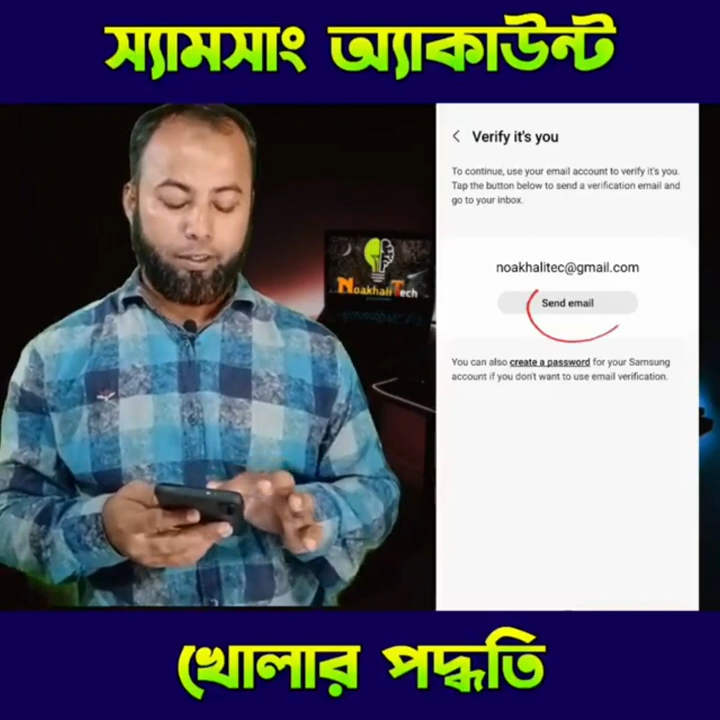 স্যামসাং অ্যাকাউন্ট
NoakhaliTech
< Verify it's you
To continue, use your email account to verify it's you.
Tap the button below to send a verification email and
go to your inbox.
noakhalitec@gmail.com
Send email
You can also create a password for your Samsung
account if you don't want to use email verification.
খোলার পদ্ধতি